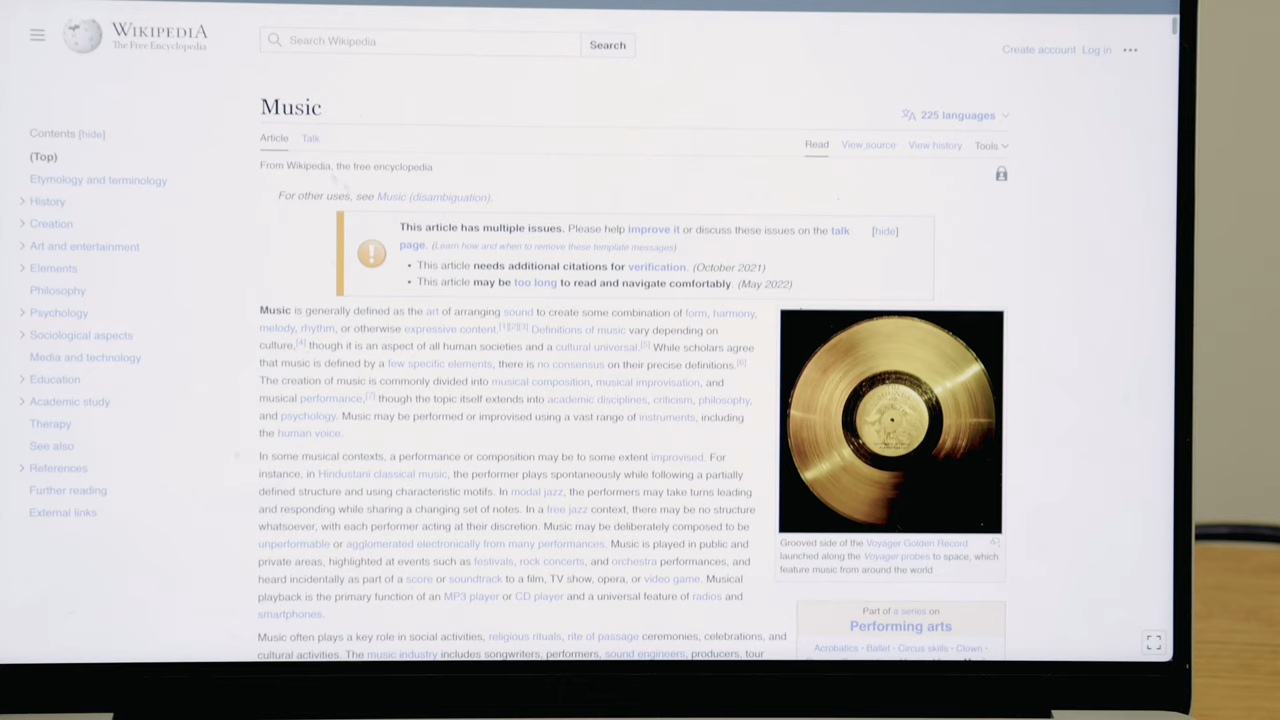 WIKIPEDIA
The Free Encyclopedia
Search Wikipedia
Search
Create account Log in
Music
225 languages
Article Talk
Read View source View history Tools
From Wikipedia, the free encyclopedia
Contents [hide]
(Top)
Etymology and terminology
History
Creation
Art and entertainment
Elements
Philosophy
Psychology
Sociological aspects
Media and technology
Education
Academic study
Therapy
See also
References
Further reading
External links
For other uses, see Music (disambiguation).
This article has multiple issues. Please help improve it or discuss these issues on the talk
page. (Learn how and when to remove these template messages)
[hide]
• This article needs additional citations for verification. (October 2021)
• This article may be too long to read and navigate comfortably. (May 2022)
Music is generally defined as the art of arranging sound to create some combination of form, harmony,
melody, rhythm, or otherwise expressive content.[1][2][3] Definitions of music vary depending on
culture,[4] though it is an aspect of all human societies and a cultural universal.[5] While scholars agree
that music is defined by a few specific elements, there is no consensus on their precise definitions.[6]
The creation of music is commonly divided into musical composition, musical improvisation, and
musical performance,[7] though the topic itself extends into academic disciplines, criticism, philosophy,
and psychology. Music may be performed or improvised using a vast range of instruments, including
the human voice.
In some musical contexts, a performance or composition may be to some extent improvised. For
instance, in Hindustani classical music, the performer plays spontaneously while following a partially
defined structure and using characteristic motifs. In modal jazz, the performers may take turns leading
and responding while sharing a changing set of notes. In a free jazz context, there may be no structure
whatsoever, with each performer acting at their discretion. Music may be deliberately composed to be
unperformable or agglomerated electronically from many performances. Music is played in public and
private areas, highlighted at events such as festivals, rock concerts, and orchestra performances, and
heard incidentally as part of a score or soundtrack to a film, TV show, opera, or video game. Musical
playback is the primary function of an MP3 player or CD player and a universal feature of radios and
smartphones.
Music often plays a key role in social activities, religious rituals, rite of passage ceremonies, celebrations, and
cultural activities. The music industry includes songwriters, performers, sound engineers, producers, tour
Grooved side of the Voyager Golden Record
launched along the Voyager probes to space, which
feature music from around the world
Part of a series on
Performing arts
Acrobatics · Ballet · Circus skills · Clown ·